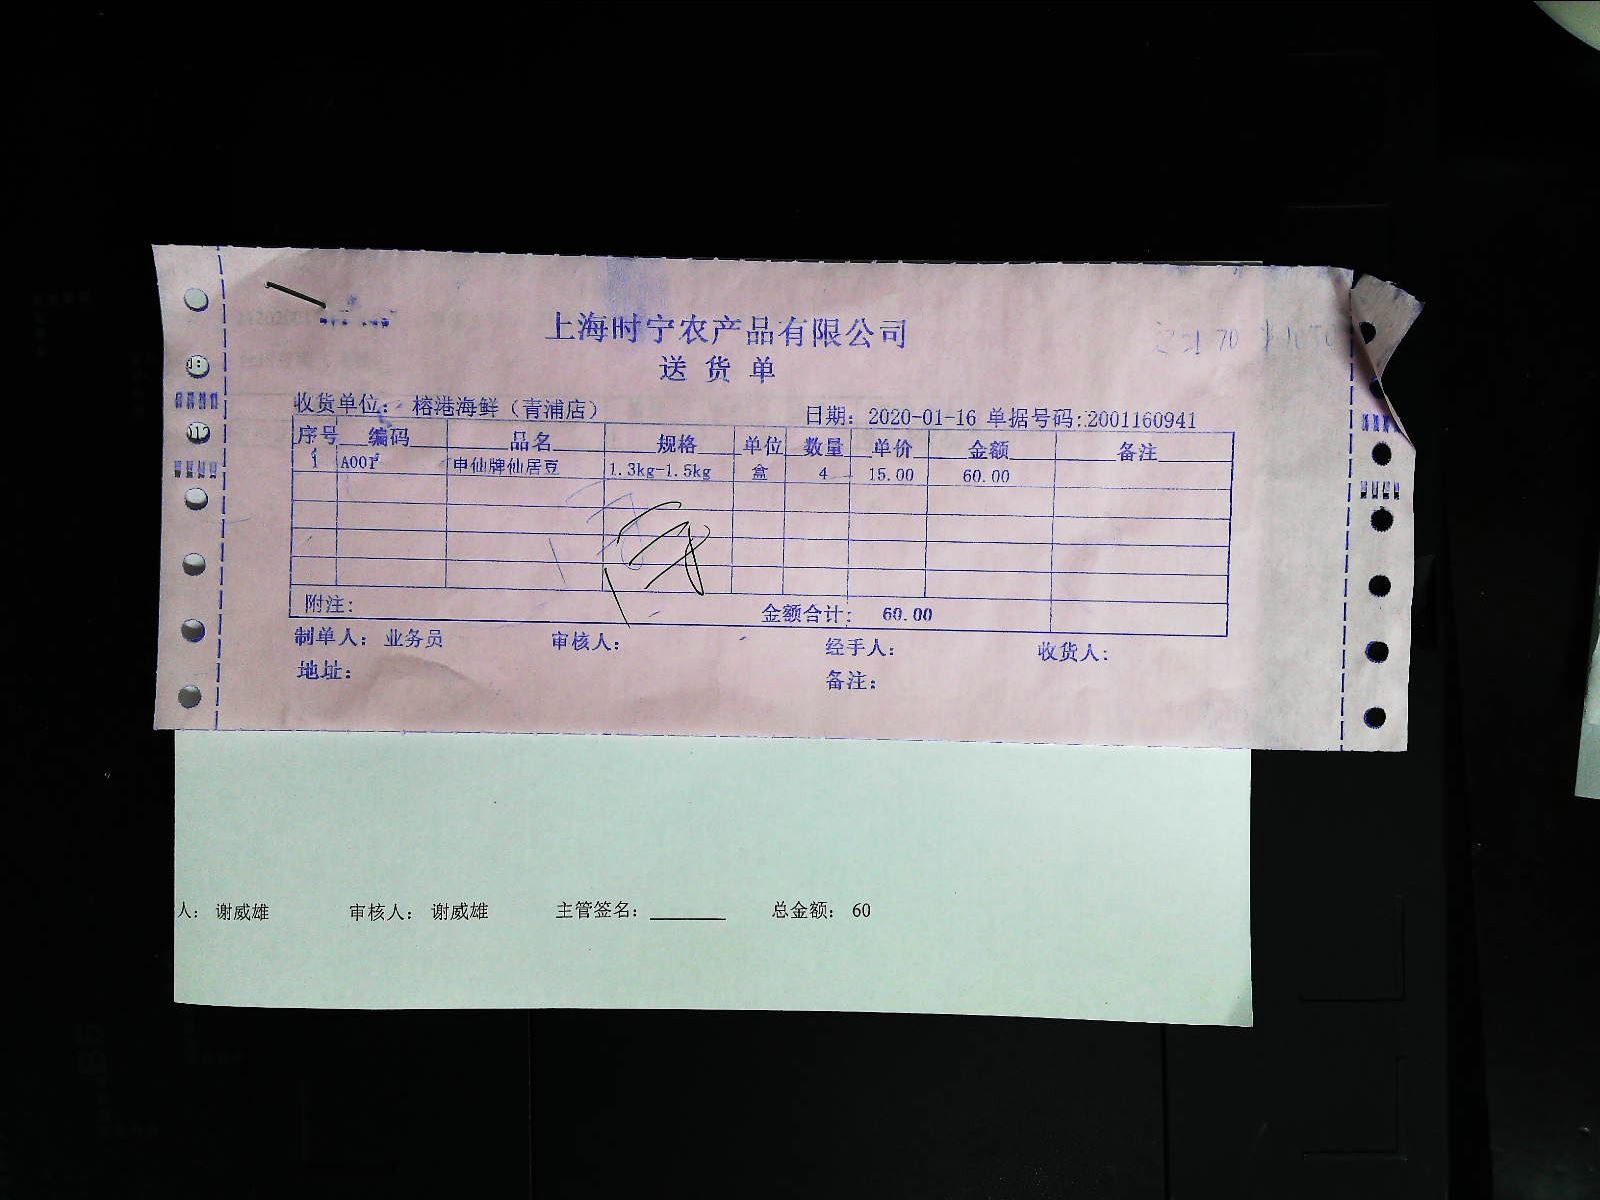 上海时宁农产品有限公司
送货单
收货单位: 榕港海鲜（青浦店） 日期: 2020-01-16 单据号码:2001160941
序号 编码 品名 规格 单位 数量 单价 金额 备注
1 A001 申仙牌仙居豆 1.3kg-1.5kg 盒 4 15.00 60.00
附注: 金额合计: 60.00
制单人: 业务员 审核人: 经手人: 收货人:
地址: 备注:
人: 谢威雄 审核人: 谢威雄 主管签名: 总金额: 60